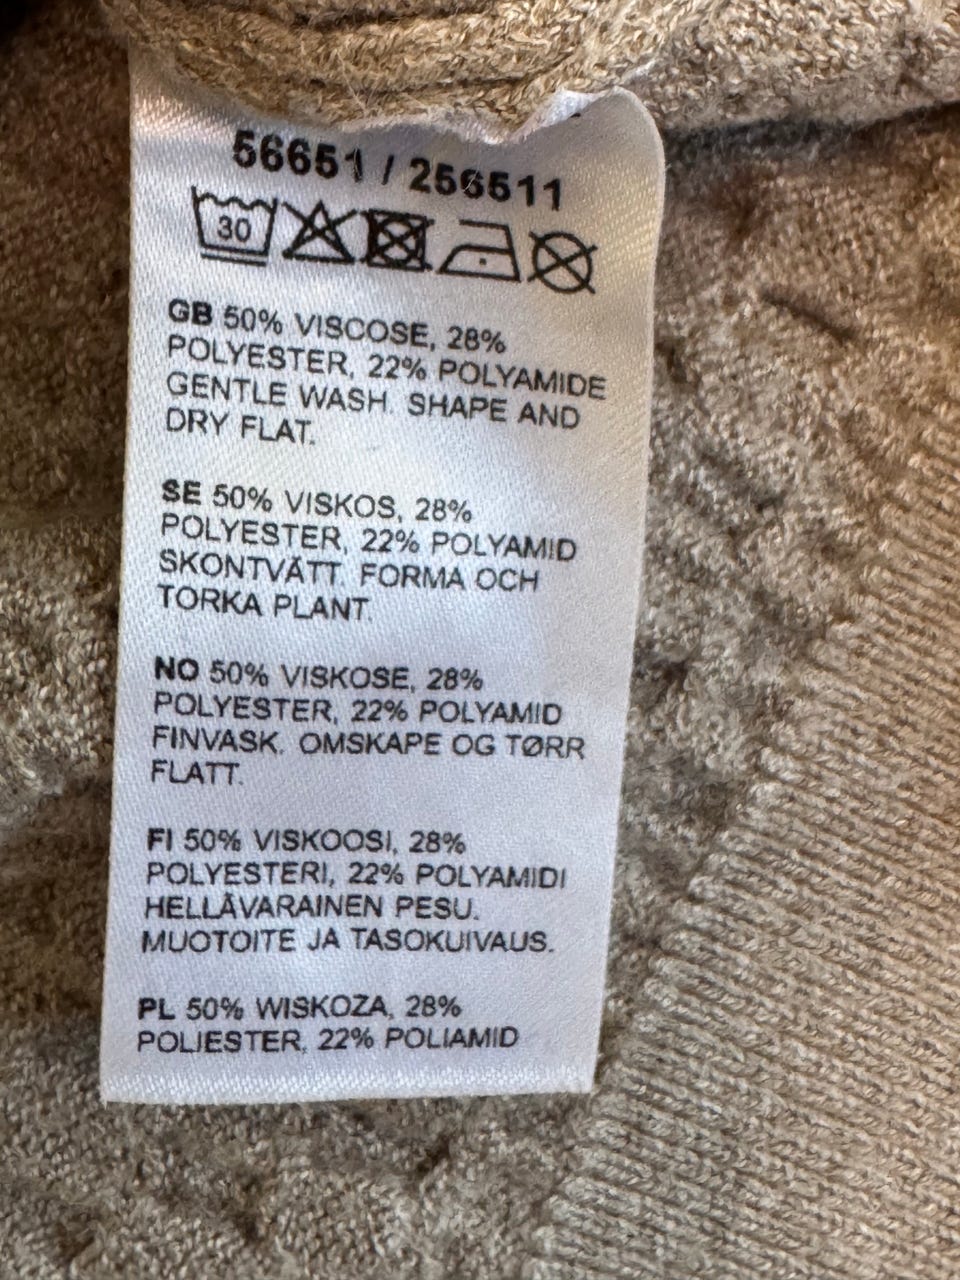 56651 / 256511
30
GB 50% VISCOSE, 28%
POLYESTER, 22% POLYAMIDE
GENTLE WASH. SHAPE AND
DRY FLAT.
SE 50% VISKOS, 28%
POLYESTER, 22% POLYAMID
SKONTVÄTT. FORMA OCH
TORKA PLANT.
NO 50% VISKOSE, 28%
POLYESTER, 22% POLYAMID
FINVASK. OMSKAPE OG TØRR
FLATT.
FI 50% VISKOOSI, 28%
POLYESTERI, 22% POLYAMIDI
HELLÄVARAINEN PESU.
MUOTOITE JA TASOKUIVAUS.
PL 50% WISKOZA, 28%
POLIESTER, 22% POLIAMID